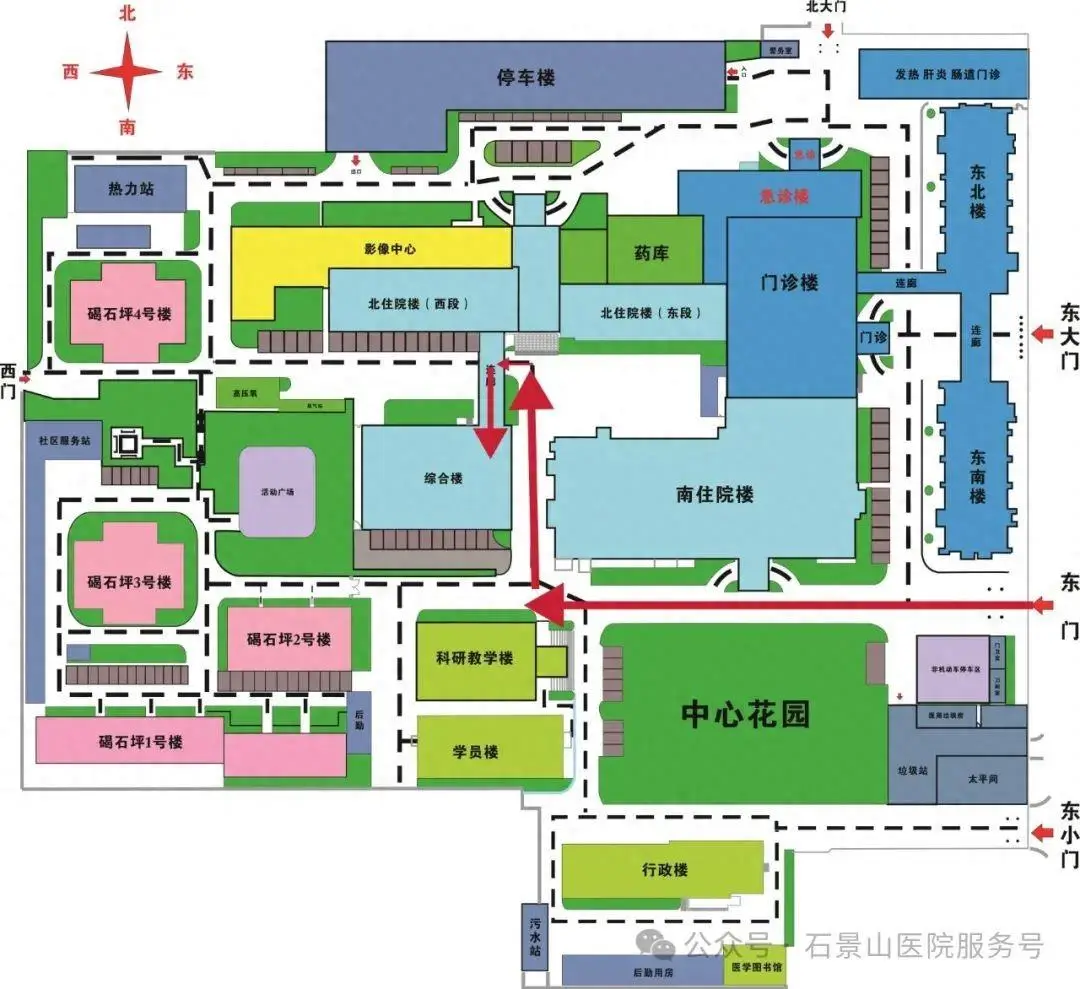 北
西
东
南
北大门
警务室
停车楼
入口
发热 肝炎 肠道门诊
出口
热力站
急诊
急诊楼
东北楼
影像中心
药库
门诊楼
连廊
碣石坪4号楼
北住院楼（西段）
北住院楼（东段）
门诊
连廊
东大门
西门
连廊
高压氧
社区服务站
综合楼
活动广场
南住院楼
东南楼
碣石坪3号楼
东门
碣石坪2号楼
科研教学楼
非机动车停车区
门卫室
中心花园
后勤
医用垃圾房
碣石坪1号楼
学员楼
垃圾站
太平间
东小门
行政楼
污水站
后勤用房
医学图书馆
公众号·石景山医院服务号